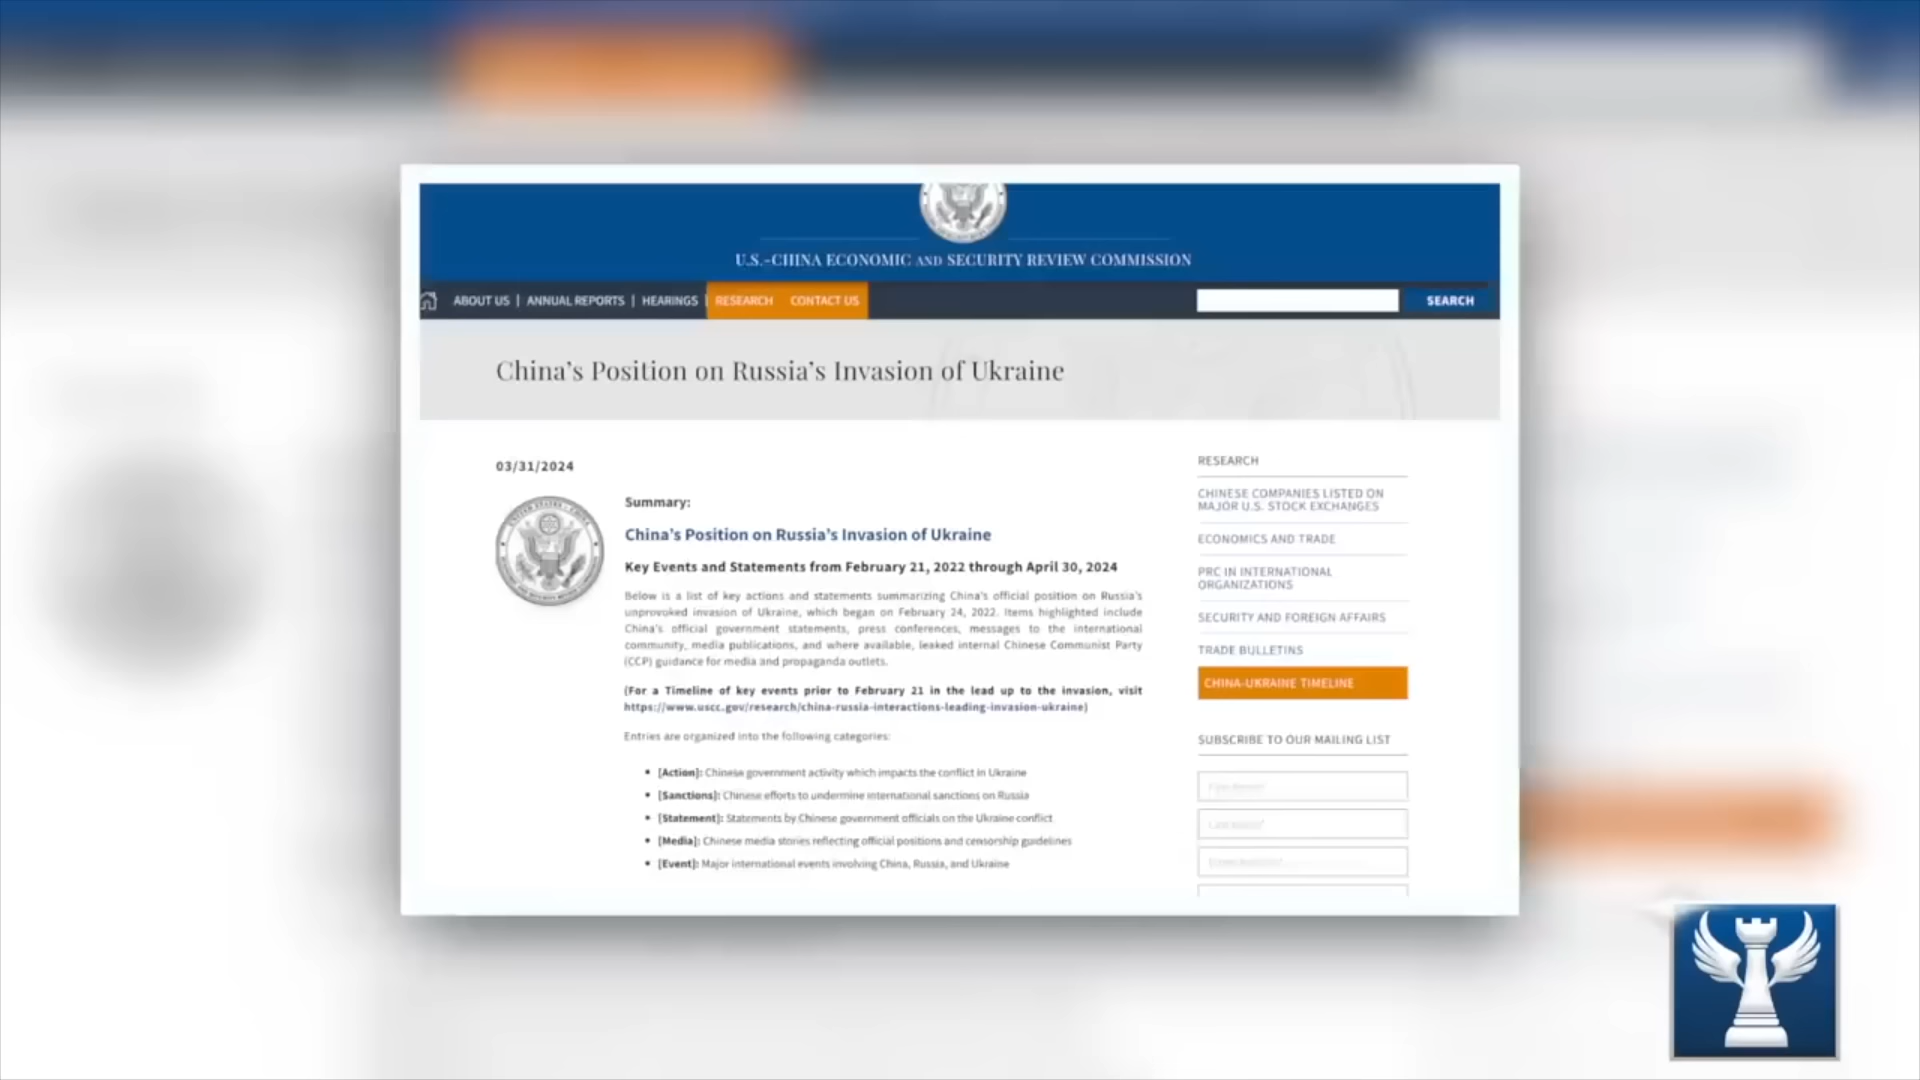 U.S.-CHINA ECONOMIC AND SECURITY REVIEW COMMISSION
ABOUT US | ANNUAL REPORTS | HEARINGS | RESEARCH CONTACT US
SEARCH
China's Position on Russia's Invasion of Ukraine
03/31/2024
Summary:
China's Position on Russia's Invasion of Ukraine
Key Events and Statements from February 21, 2022 through April 30, 2024
Below is a list of key actions and statements summarizing China's official position on Russia's
unprovoked invasion of Ukraine, which began on February 24, 2022. Items highlighted include
China's official government statements, press conferences, messages to the international
community, media publications, and where available, leaked internal Chinese Communist Party
(CCP) guidance for media and propaganda outlets.
(For a Timeline of key events prior to February 21 in the lead up to the invasion, visit
https://www.uscc.gov/research/china-russia-interactions-leading-invasion-ukraine)
Entries are organized into the following categories:
• [Action]: Chinese government activity which impacts the conflict in Ukraine
• [Sanctions]: Chinese efforts to undermine international sanctions on Russia
• [Statement]: Statements by Chinese government officials on the Ukraine conflict
• [Media]: Chinese media stories reflecting official positions and censorship guidelines
• [Event]: Major international events involving China, Russia, and Ukraine
RESEARCH
CHINESE COMPANIES LISTED ON
MAJOR U.S. STOCK EXCHANGES
ECONOMICS AND TRADE
PRC IN INTERNATIONAL
ORGANIZATIONS
SECURITY AND FOREIGN AFFAIRS
TRADE BULLETINS
CHINA-UKRAINE TIMELINE
SUBSCRIBE TO OUR MAILING LIST